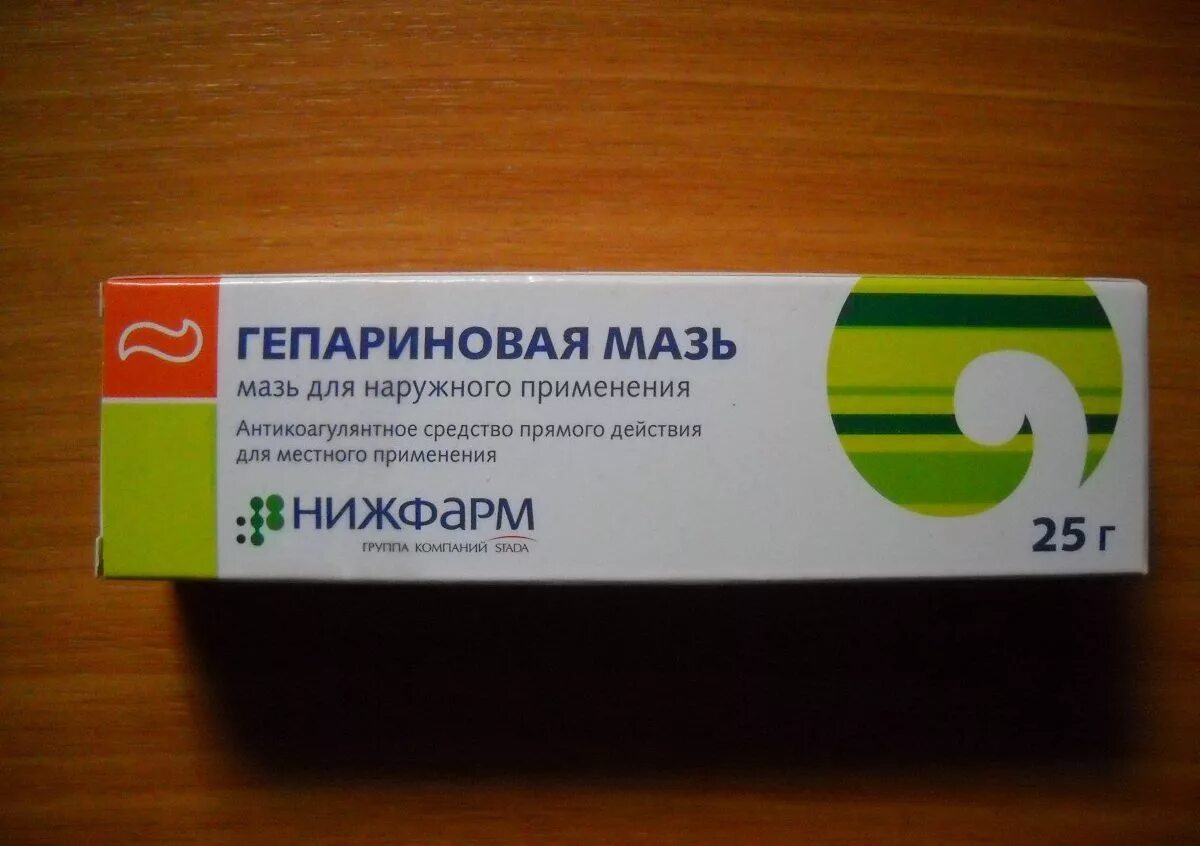 ГЕПАРИНОВАЯ МАЗЬ
мазь для наружного применения
Антикоагулянтное средство прямого действия
для местного применения
НИЖФАРМ
ГРУППА КОМПАНИЙ STADA
25 г